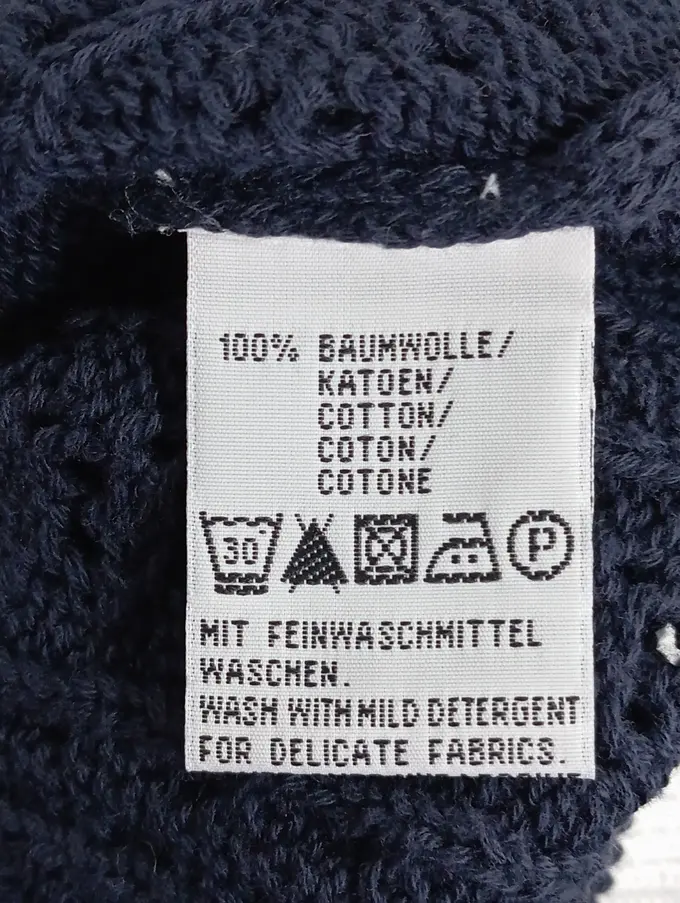 100% BAUMWOLLE/
KATOEN/
COTTON/
COTON/
COTONE
30° P
MIT FEINWASCHMITTEL
WASCHEN.
WASH WITH MILD DETERGENT
FOR DELICATE FABRICS.